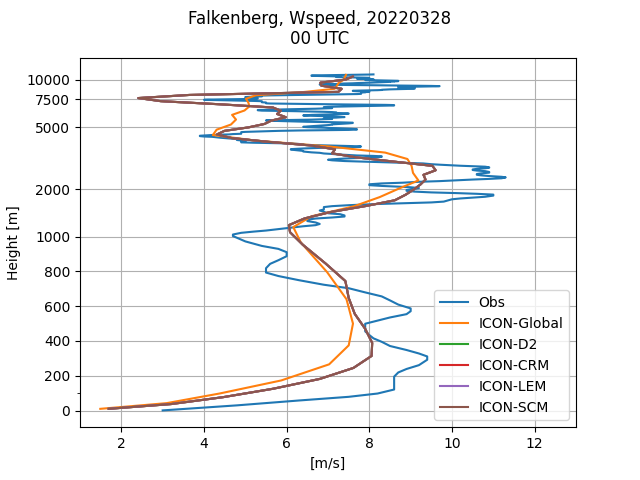 Falkenberg, Wspeed, 20220328
00 UTC
10000
7500
5000
2000
1000
800
600
400
200
0
Height [m]
Obs
ICON-Global
ICON-D2
ICON-CRM
ICON-LEM
ICON-SCM
2
4
6
8
10
12
[m/s]